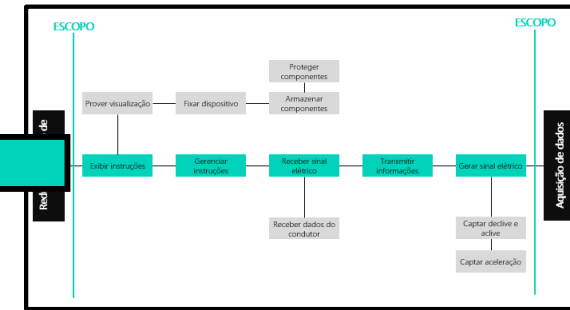 ESCOPO
ESCOPO
Proteger
componentes
Prover visualização
Fixar dispositivo
Armazenar
componentes
Exibir instruções
Gerenciar
instruções
Receber sinal
elétrico
Transmitir
informações
Gerar sinal elétrico
Aquisição de dados
Receber dados do
condutor
Captar declive e
aclive
Captar aceleração